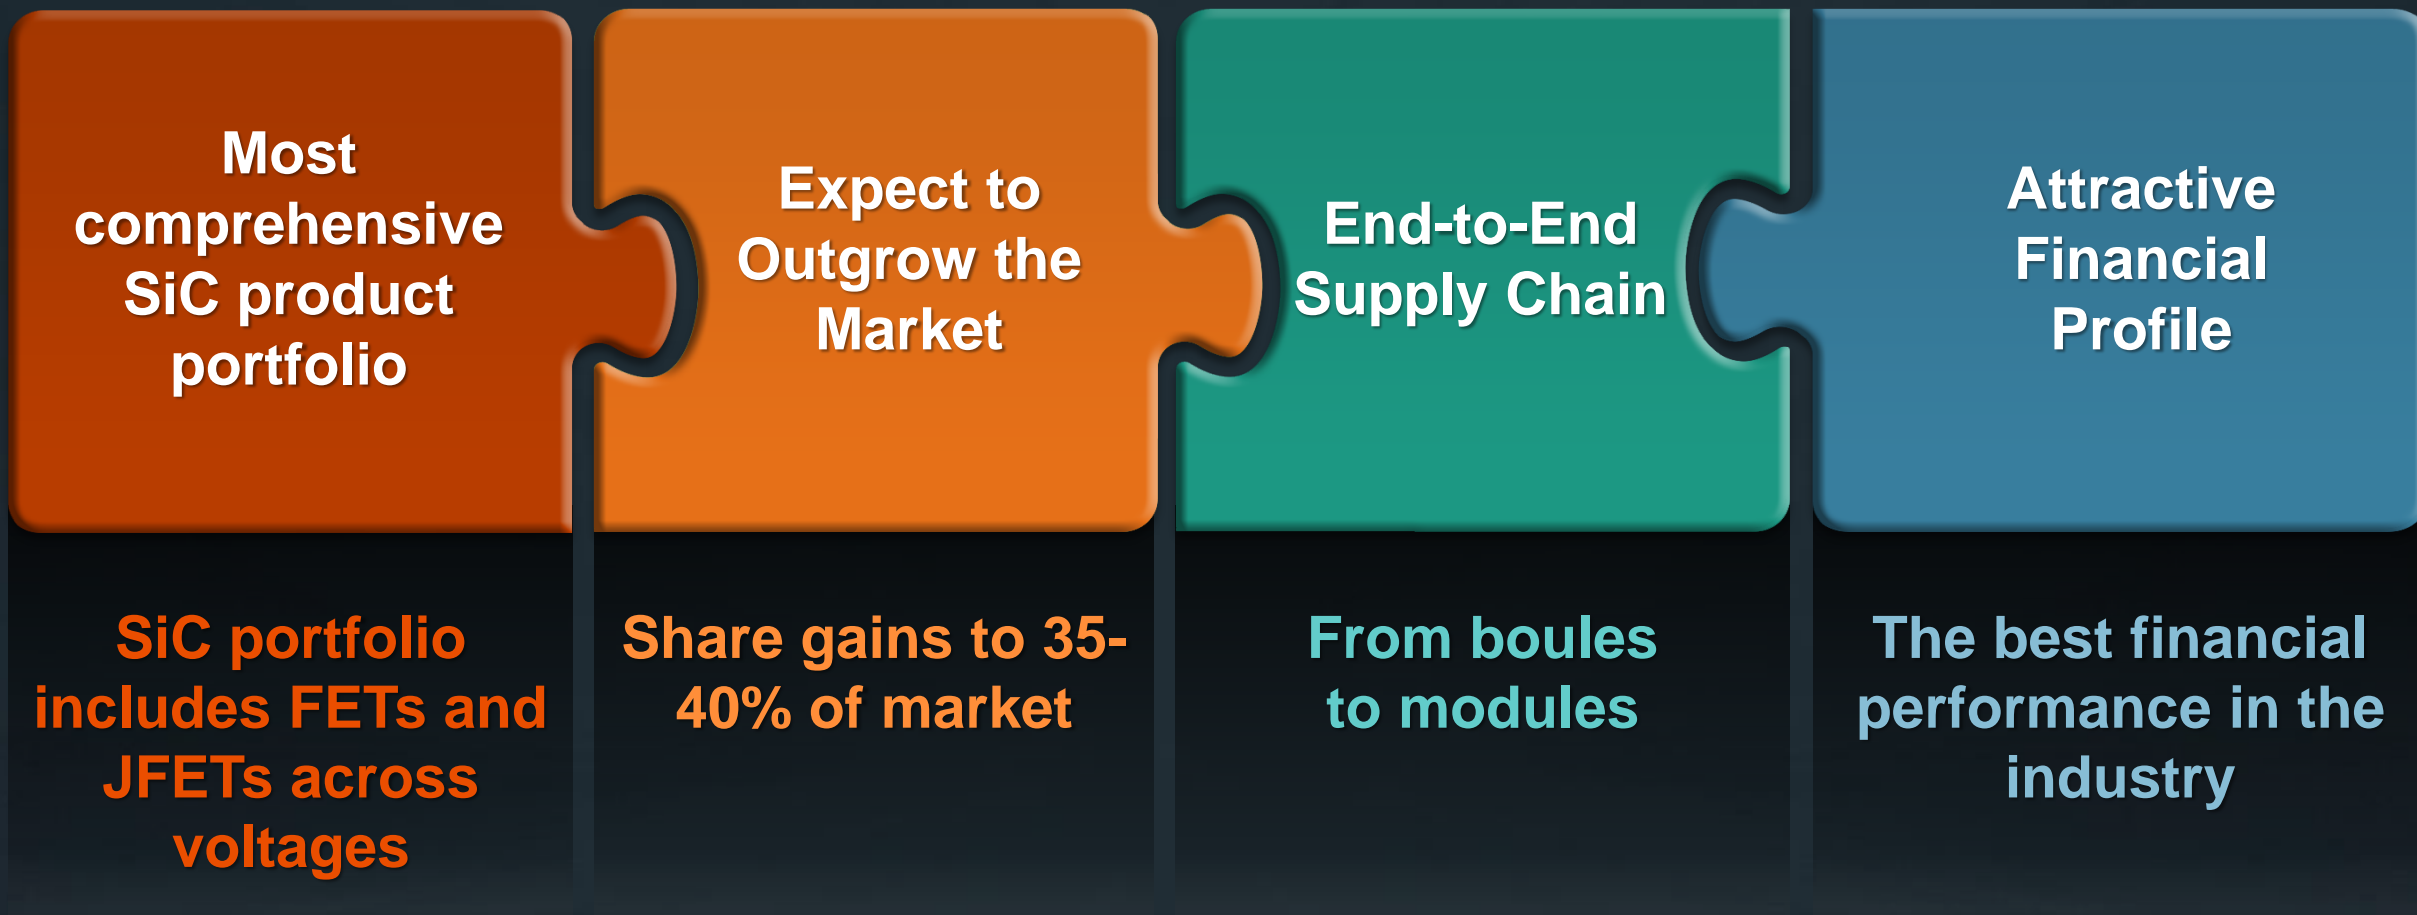 Most
comprehensive
SiC product
portfolio
Expect to
Outgrow the
Market
End-to-End
Supply Chain
Attractive
Financial
Profile
SiC portfolio
includes FETs and
JFETs across
voltages
Share gains to 35-
40% of market
From boules
to modules
The best financial
performance in the
industry